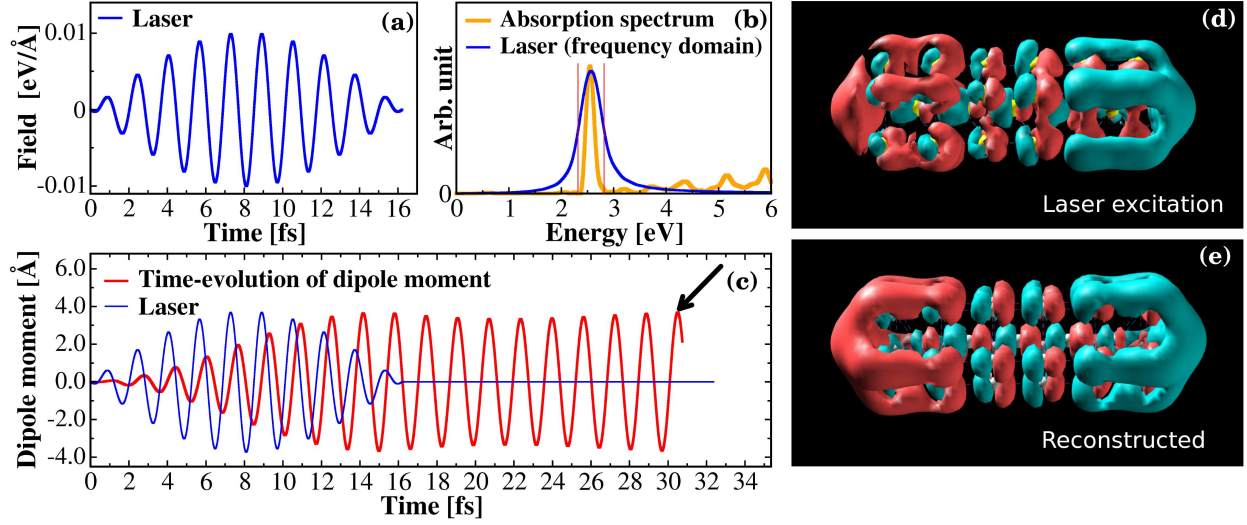 Laser
(a)
Field [eV/Å]
0.01
0
-0.01
0 2 4 6 8 10 12 14 16
Time [fs]
Absorption spectrum
(b)
Laser (frequency domain)
Arb. unit
0
0 1 2 3 4 5 6
Energy [eV]
(d)
Laser excitation
Dipole moment [Å]
6.0
4.0
2.0
0.0
-2.0
-4.0
Time-evolution of dipole moment
(c)
Laser
0 2 4 6 8 10 12 14 16 18 20 22 24 26 28 30 32 34
Time [fs]
(e)
Reconstructed